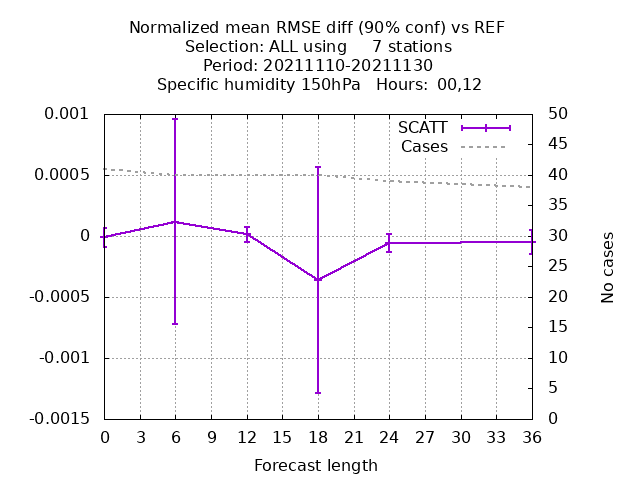 Normalized mean RMSE diff (90% conf) vs REF
Selection: ALL using     7 stations
Period: 20211110-20211130
Specific humidity 150hPa   Hours: 00,12
0.001
0.0005
0
-0.0005
-0.001
-0.0015
SCATT
Cases
50
45
40
35
30
25
20
15
10
5
0
No cases
0 3 6 9 12 15 18 21 24 27 30 33 36
Forecast length